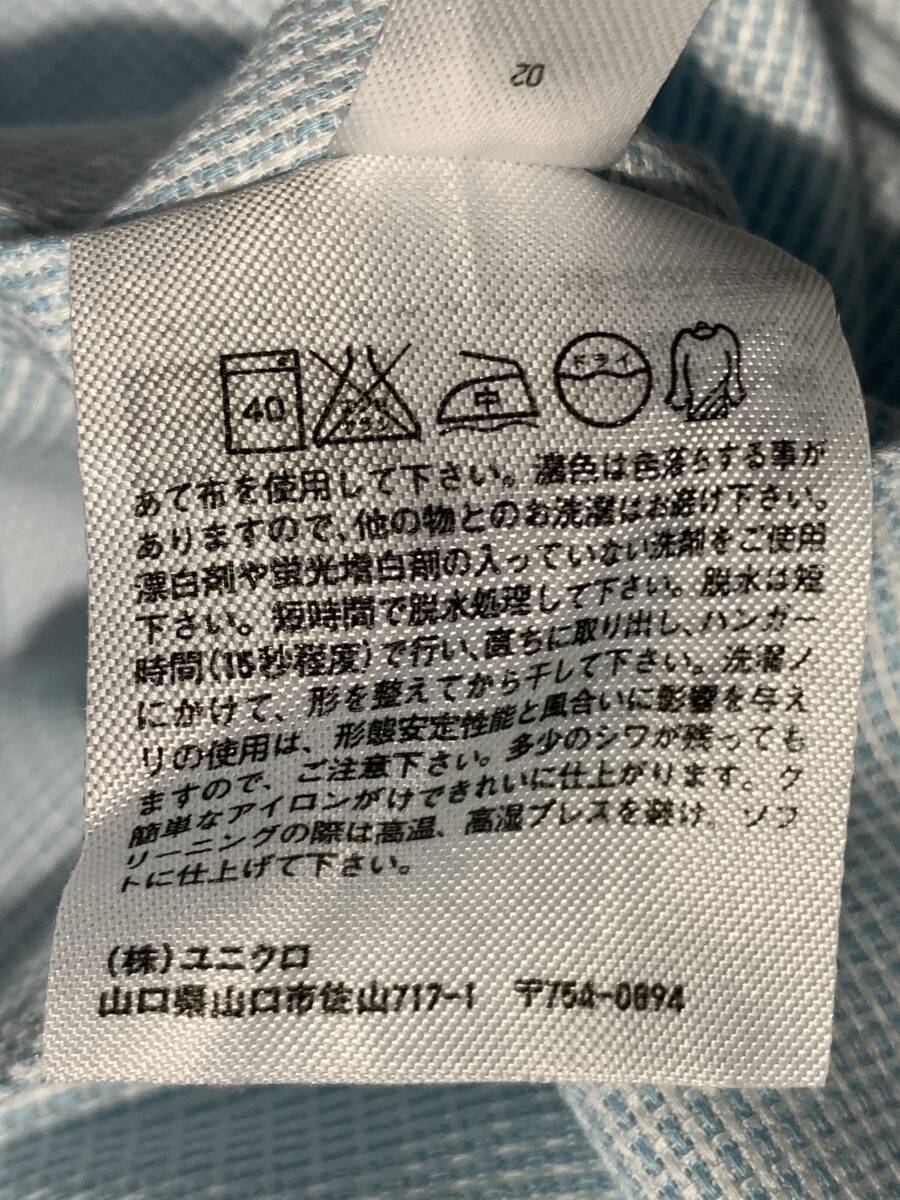 02
40
エンソ
サラシ
中
ドライ
あて布を使用して下さい。濃色は色落ちする事が
ありますので、他の物とのお洗濯はお避け下さい。
漂白剤や蛍光増白剤の入っていない洗剤をご使用
下さい。短時間で脱水処理して下さい。脱水は短
時間(15秒程度)で行い、直ちに取り出し、ハンガー
にかけて、形を整えてから干して下さい。洗濯ノ
リの使用は、形態安定性能と風合いに影響を与え
ますので、ご注意下さい。多少のシワが残っても
簡単なアイロンがけできれいに仕上がります。ク
リーニングの際は高温、高湿プレスを避け、ソフ
トに仕上げて下さい。
(株)ユニクロ
山口県山口市佐山717-1 〒754-0894